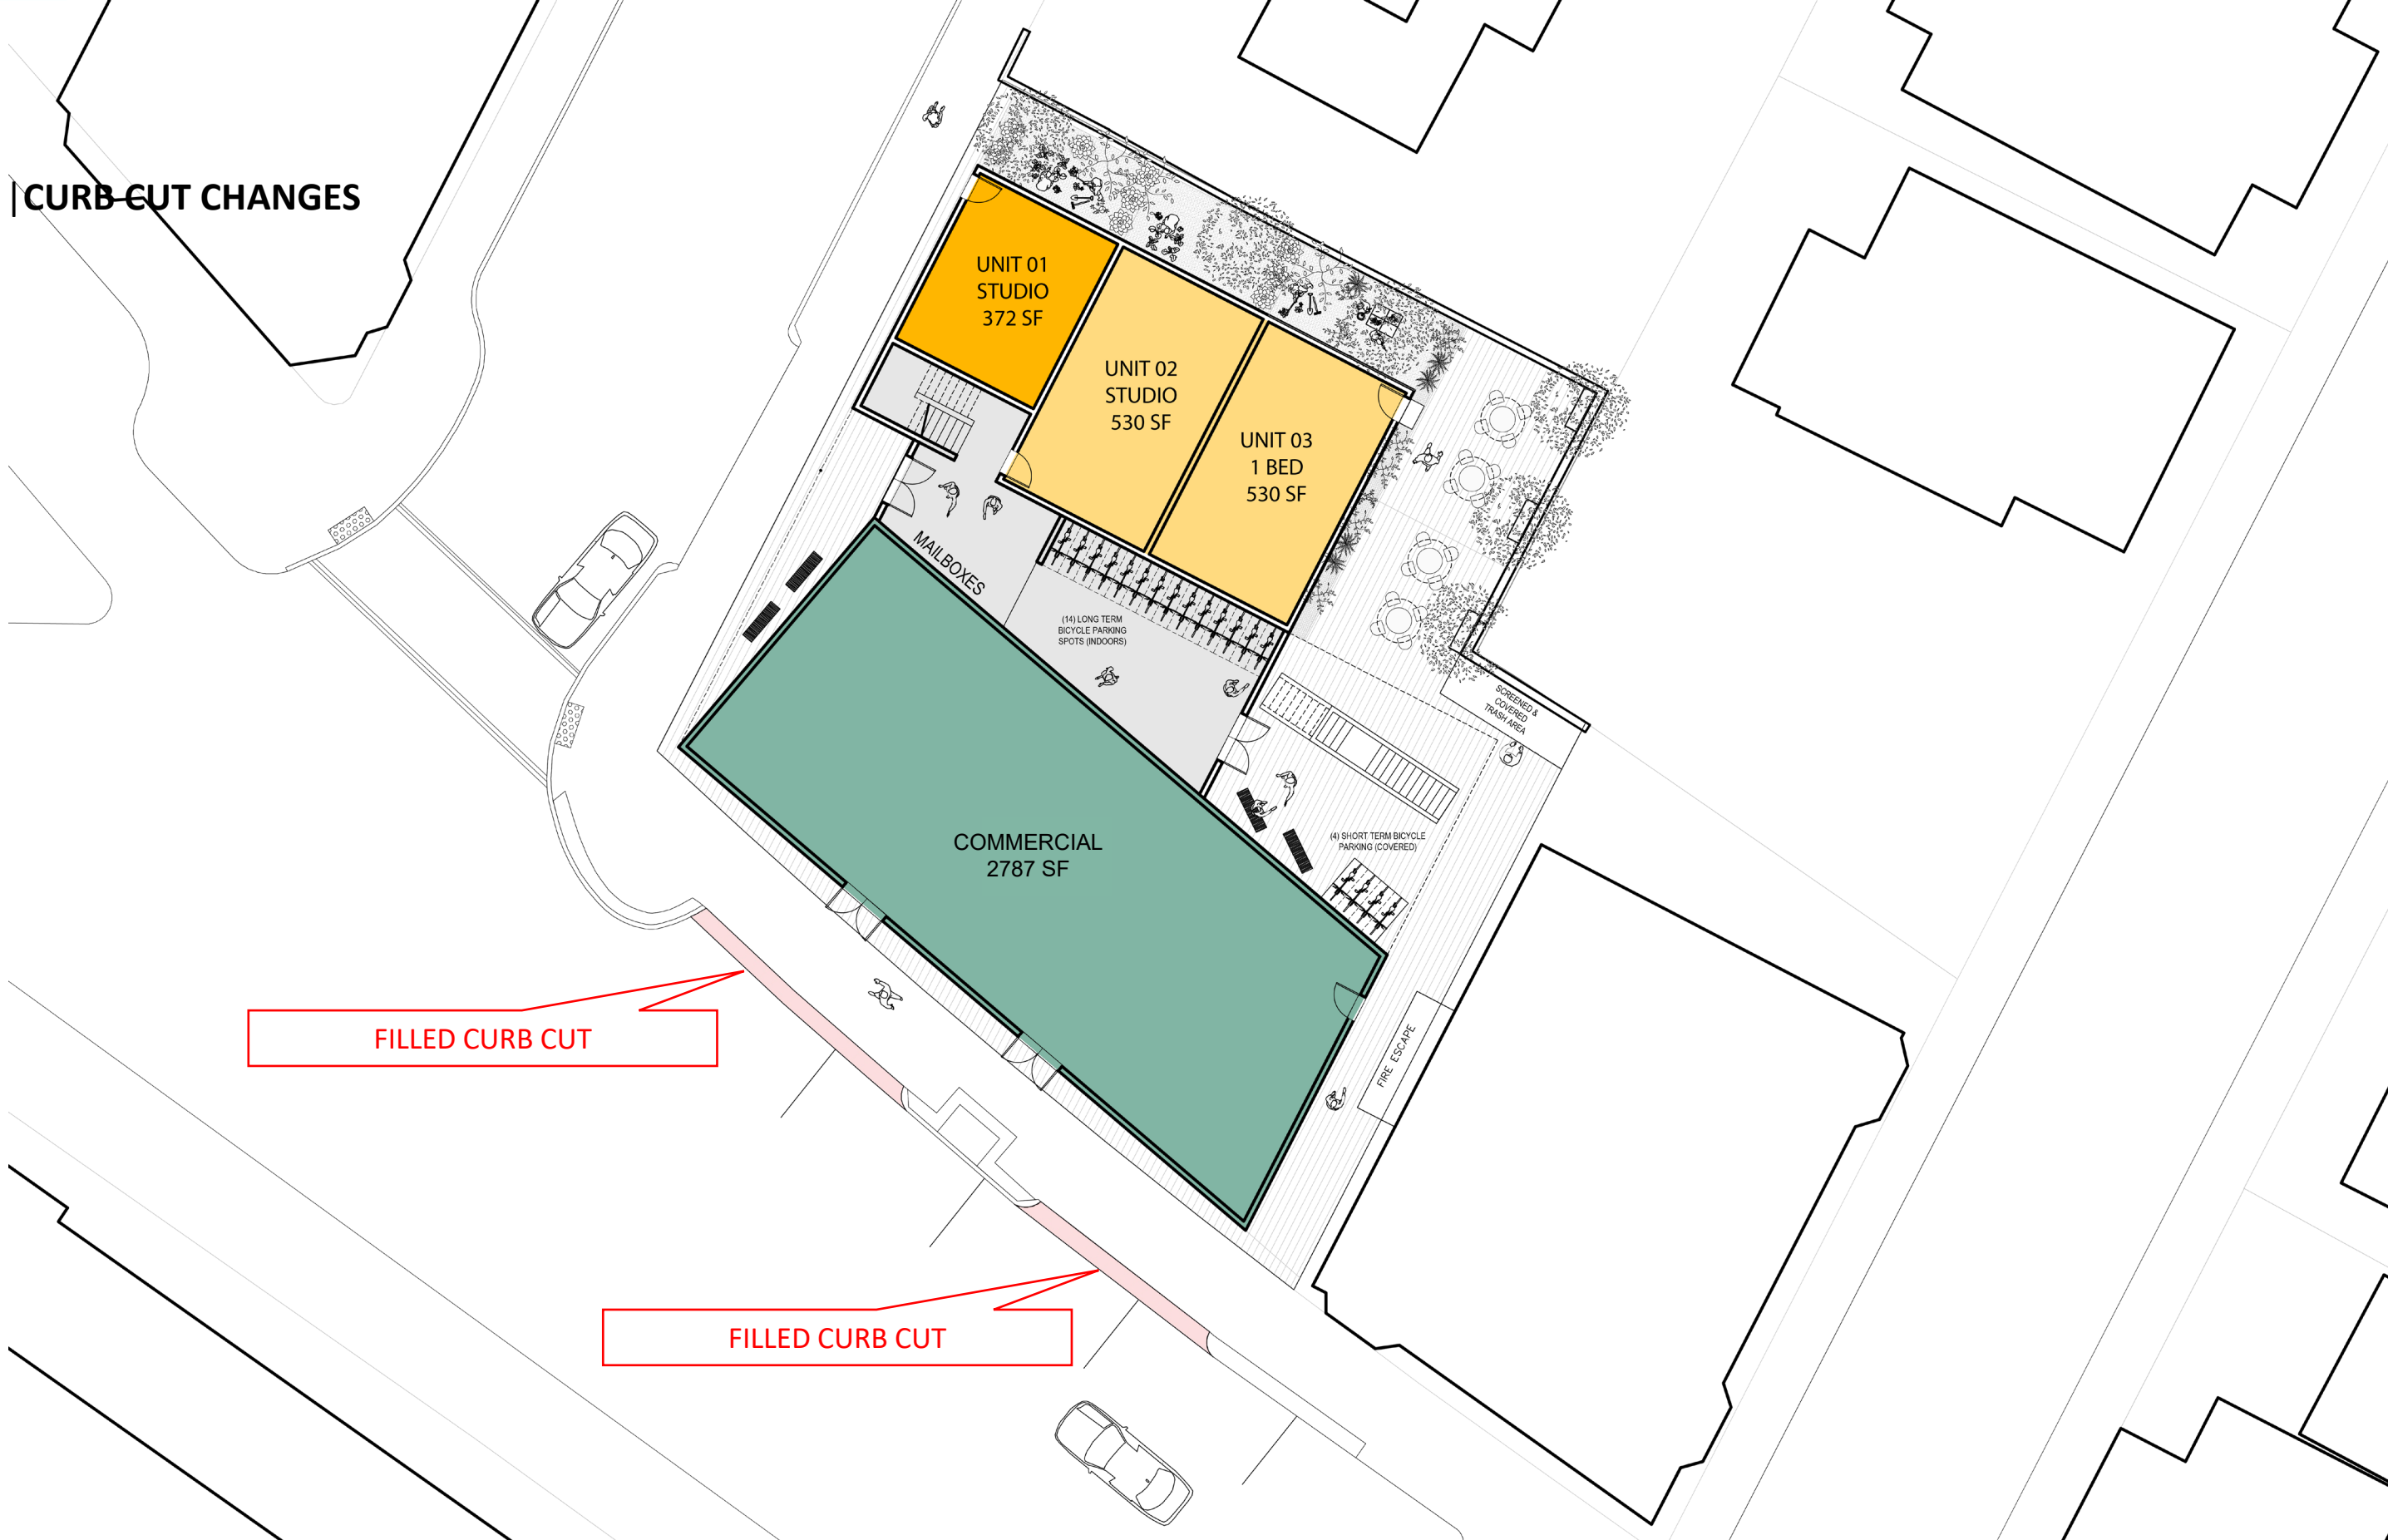 |CURB CUT CHANGES
UNIT 01
STUDIO
372 SF
UNIT 02
STUDIO
530 SF
UNIT 03
1 BED
530 SF
MAILBOXES
(14) LONG TERM
BICYCLE PARKING
SPOTS (INDOORS)
SCREENED &
COVERED
TRASH AREA
(4) SHORT TERM BICYCLE
PARKING (COVERED)
COMMERCIAL
2787 SF
FIRE ESCAPE
FILLED CURB CUT
FILLED CURB CUT